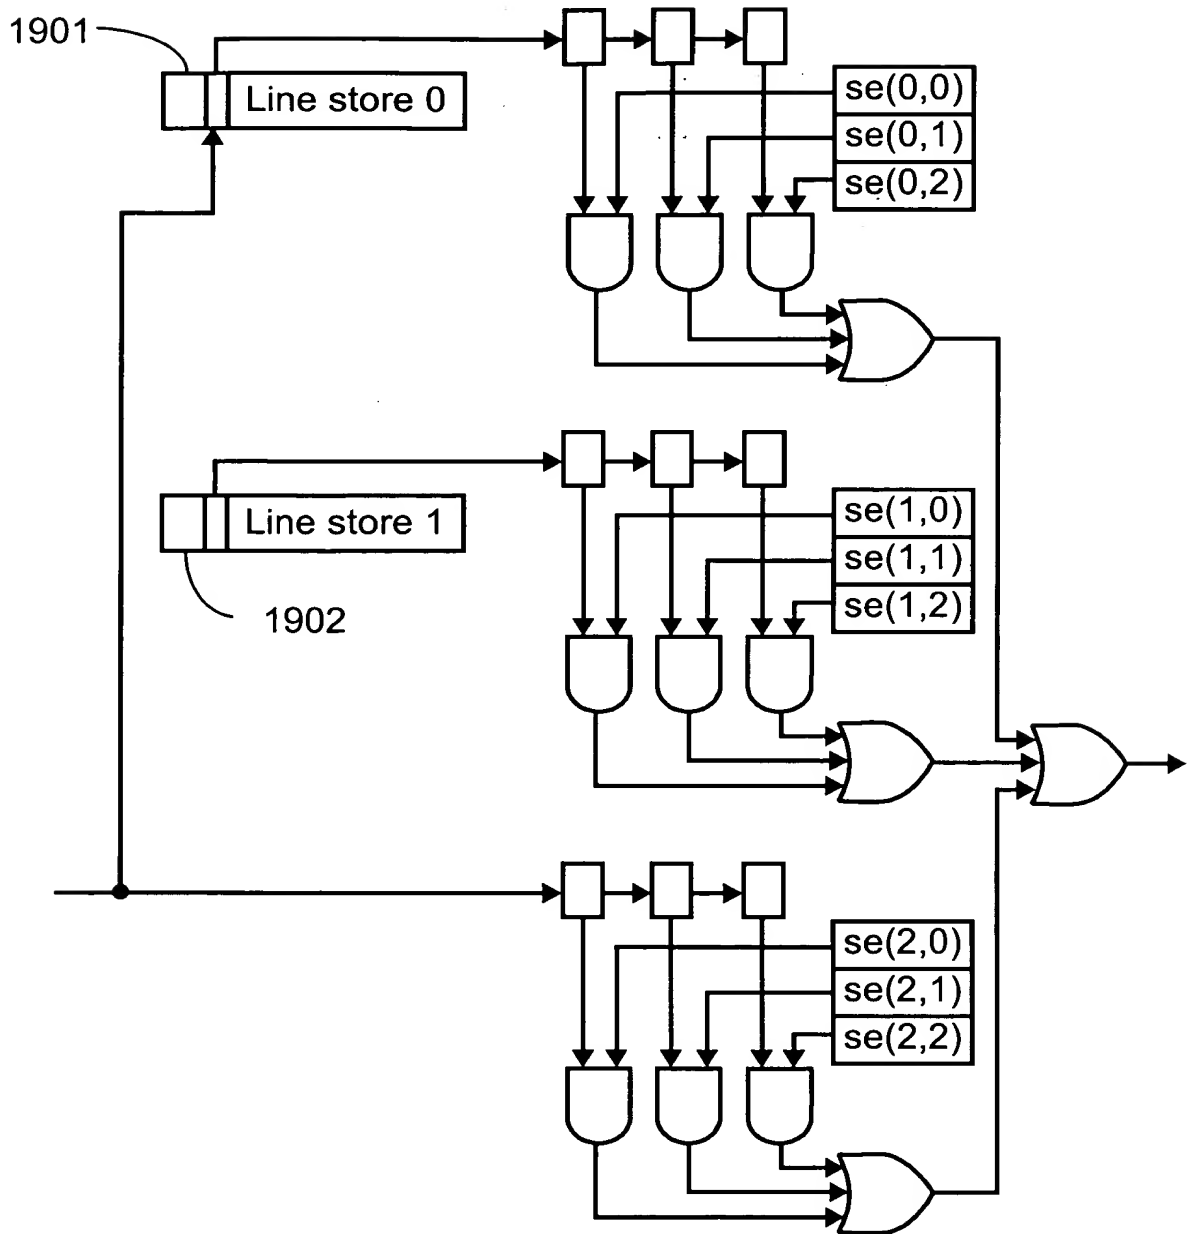 1901
Line store 0
se(0,0)
se(0,1)
se(0,2)
Line store 1
1902
se(1,0)
se(1,1)
se(1,2)
se(2,0)
se(2,1)
se(2,2)